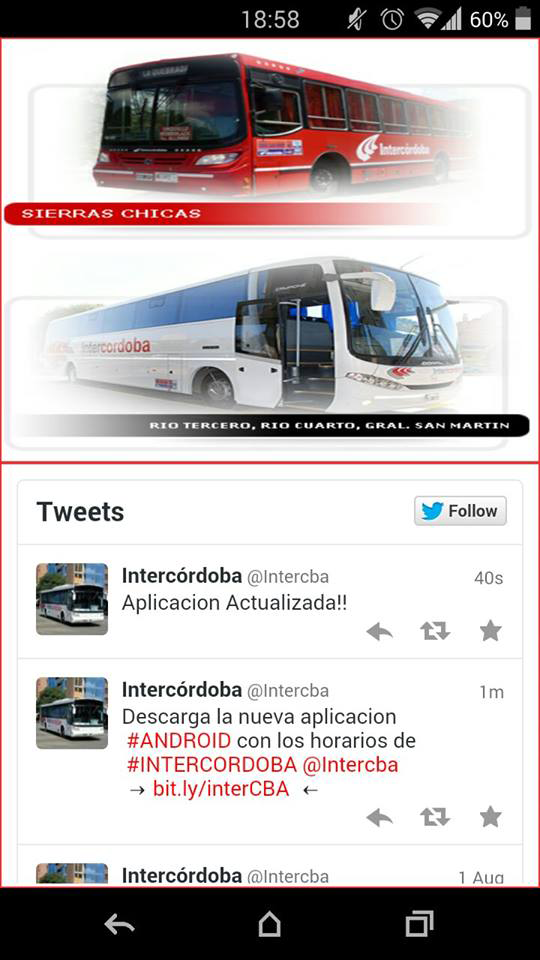 18:58
60%
LA QUEBRADA
Intercórdoba
SIERRAS CHICAS
Intercordoba
RIO TERCERO, RIO CUARTO, GRAL. SAN MARTIN
Tweets
Follow
Intercórdoba @Intercba
40s
Aplicacion Actualizada!!
Intercórdoba @Intercba
1m
Descarga la nueva aplicacion
#ANDROID con los horarios de
#INTERCORDOBA @Intercba
→ bit.ly/interCBA ←
Intercórdoba @Intercba
1 Aug